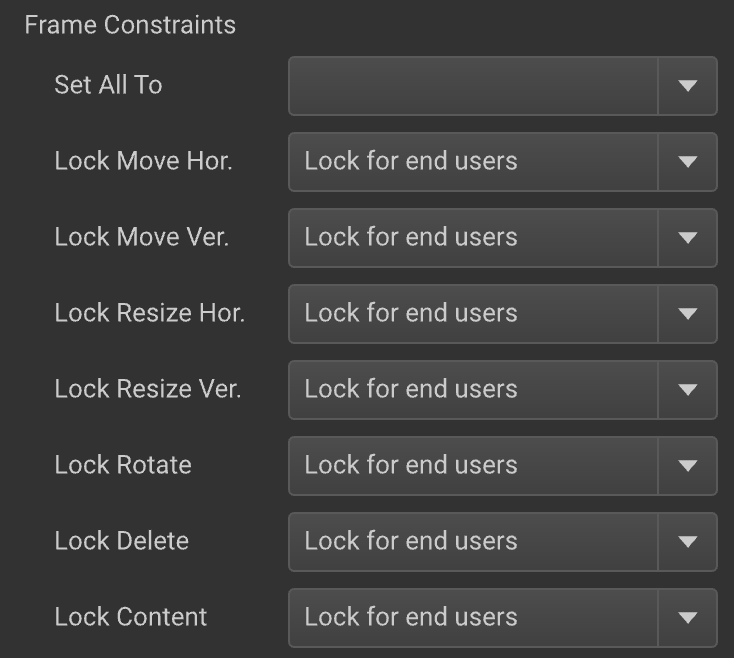 Frame Constraints
Set All To
Lock Move Hor. Lock for end users
Lock Move Ver. Lock for end users
Lock Resize Hor. Lock for end users
Lock Resize Ver. Lock for end users
Lock Rotate Lock for end users
Lock Delete Lock for end users
Lock Content Lock for end users